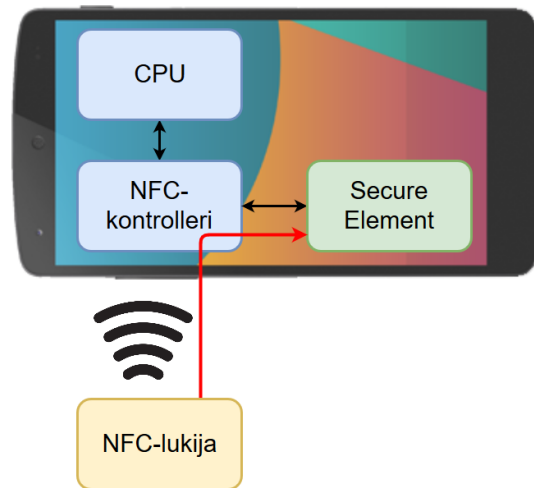 CPU
NFC-
kontrolleri
Secure
Element
NFC-lukija